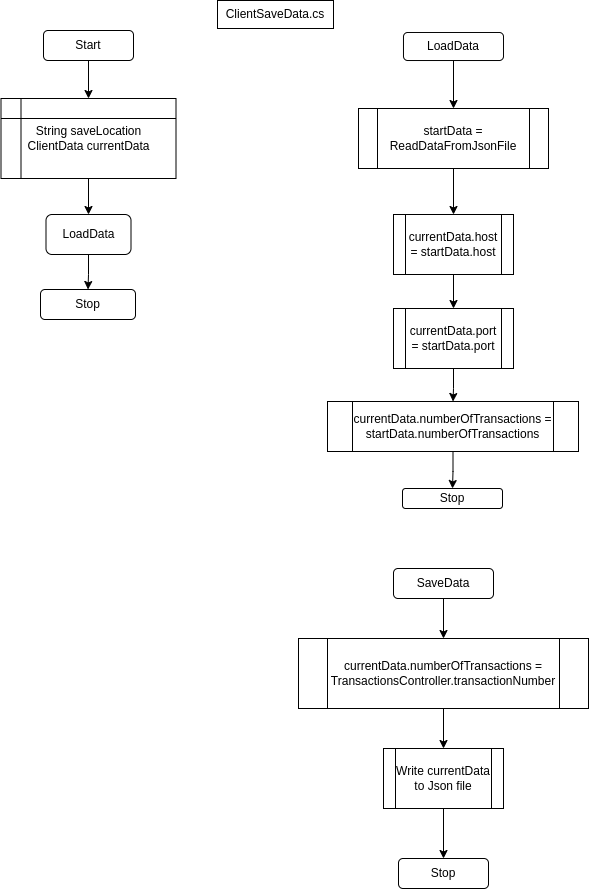 ClientSaveData.cs
Start
String saveLocation
ClientData currentData
LoadData
Stop
LoadData
startData =
ReadDataFromJsonFile
currentData.host
= startData.host
currentData.port
= startData.port
currentData.numberOfTransactions =
startData.numberOfTransactions
Stop
SaveData
currentData.numberOfTransactions =
TransactionsController.transactionNumber
Write currentData
to Json file
Stop